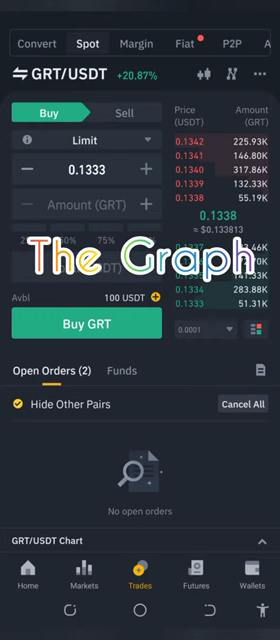 Convert Spot Margin Fiat P2P
GRT/USDT +20.87%
Buy Sell
Limit
0.1333
Amount (GRT)
Avbl 100 USDT
Buy GRT
Price (USDT) Amount (GRT)
0.1342 225.93K
0.1341 146.80K
0.1340 317.86K
0.1339 132.33K
0.1338 55.19K
0.1338
≈ $0.133813
The Graph
0.1334 283.88K
0.1333 51.31K
0.0001
Open Orders (2) Funds
Hide Other Pairs Cancel All
No open orders
GRT/USDT Chart
Home Markets Trades Futures Wallets